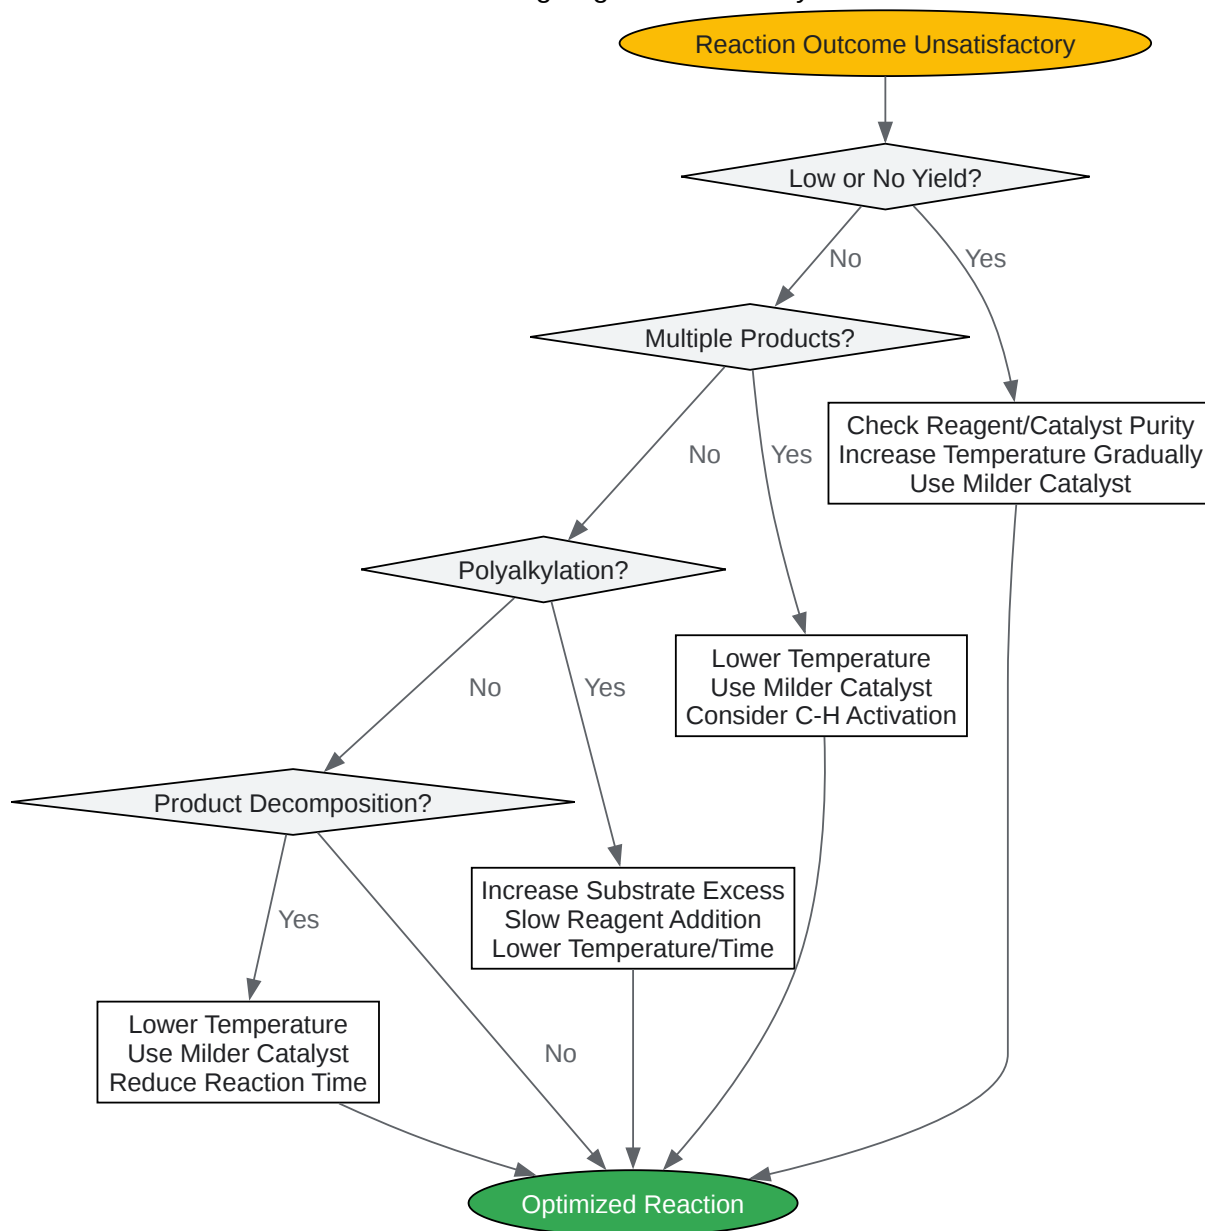 Reaction Outcome Unsatisfactory
Low or No Yield?
No
Yes
Multiple Products?
Check Reagent/Catalyst Purity
Increase Temperature Gradually
Use Milder Catalyst
No
Yes
Polyalkylation?
Lower Temperature
Use Milder Catalyst
Consider C-H Activation
No
Yes
Product Decomposition?
Increase Substrate Excess
Slow Reagent Addition
Lower Temperature/Time
Yes
Lower Temperature
Use Milder Catalyst
Reduce Reaction Time
No
Optimized Reaction